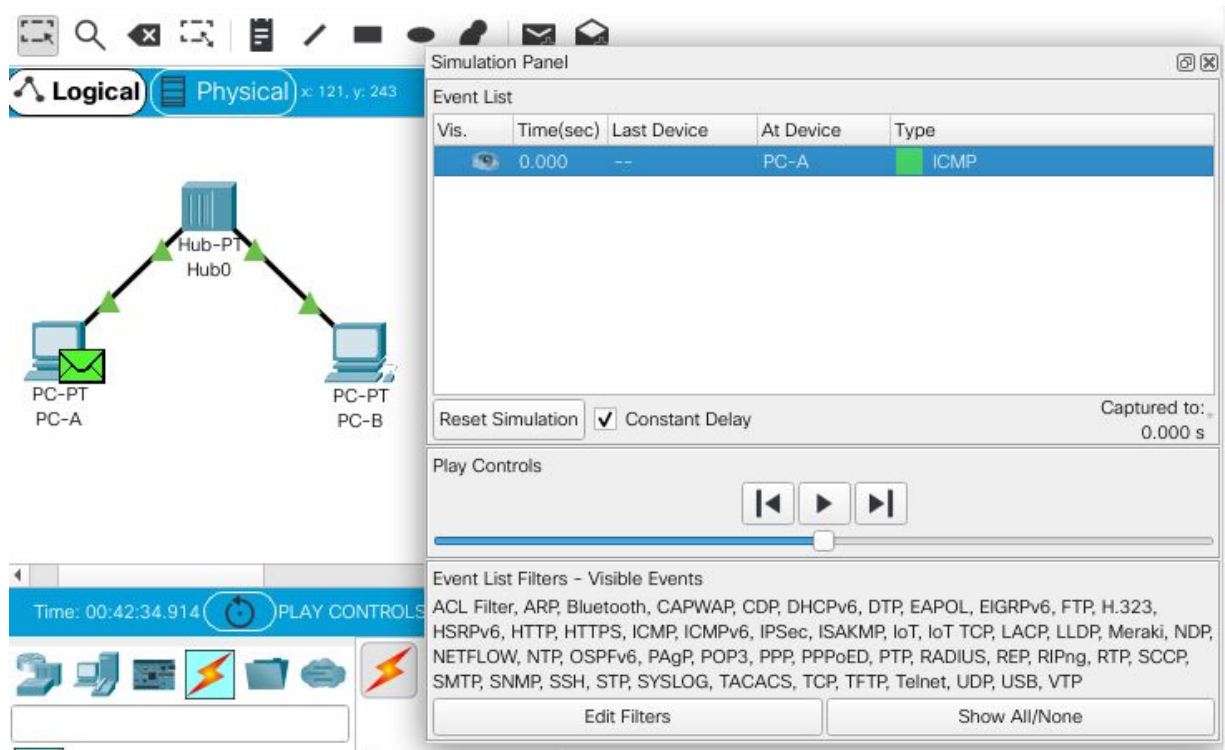 Simulation Panel
Logical Physical x: 121, y: 243
Event List
Vis. Time(sec) Last Device At Device Type
0.000 -- PC-A ICMP
Hub-PT
Hub0
PC-PT
PC-A
PC-PT
PC-B
Reset Simulation Constant Delay
Captured to:
0.000 s
Play Controls
Event List Filters - Visible Events
ACL Filter, ARP, Bluetooth, CAPWAP, CDP, DHCPv6, DTP, EAPOL, EIGRPv6, FTP, H.323,
HSRPv6, HTTP, HTTPS, ICMP, ICMPv6, IPSec, ISAKMP, IoT, IoT TCP, LACP, LLDP, Meraki, NDP,
NETFLOW, NTP, OSPFv6, PAgP, POP3, PPP, PPPoED, PTP, RADIUS, REP, RIPng, RTP, SCCP,
SMTP, SNMP, SSH, STP, SYSLOG, TACACS, TCP, TFTP, Telnet, UDP, USB, VTP
Edit Filters Show All/None
Time: 00:42:34.914 PLAY CONTROLS